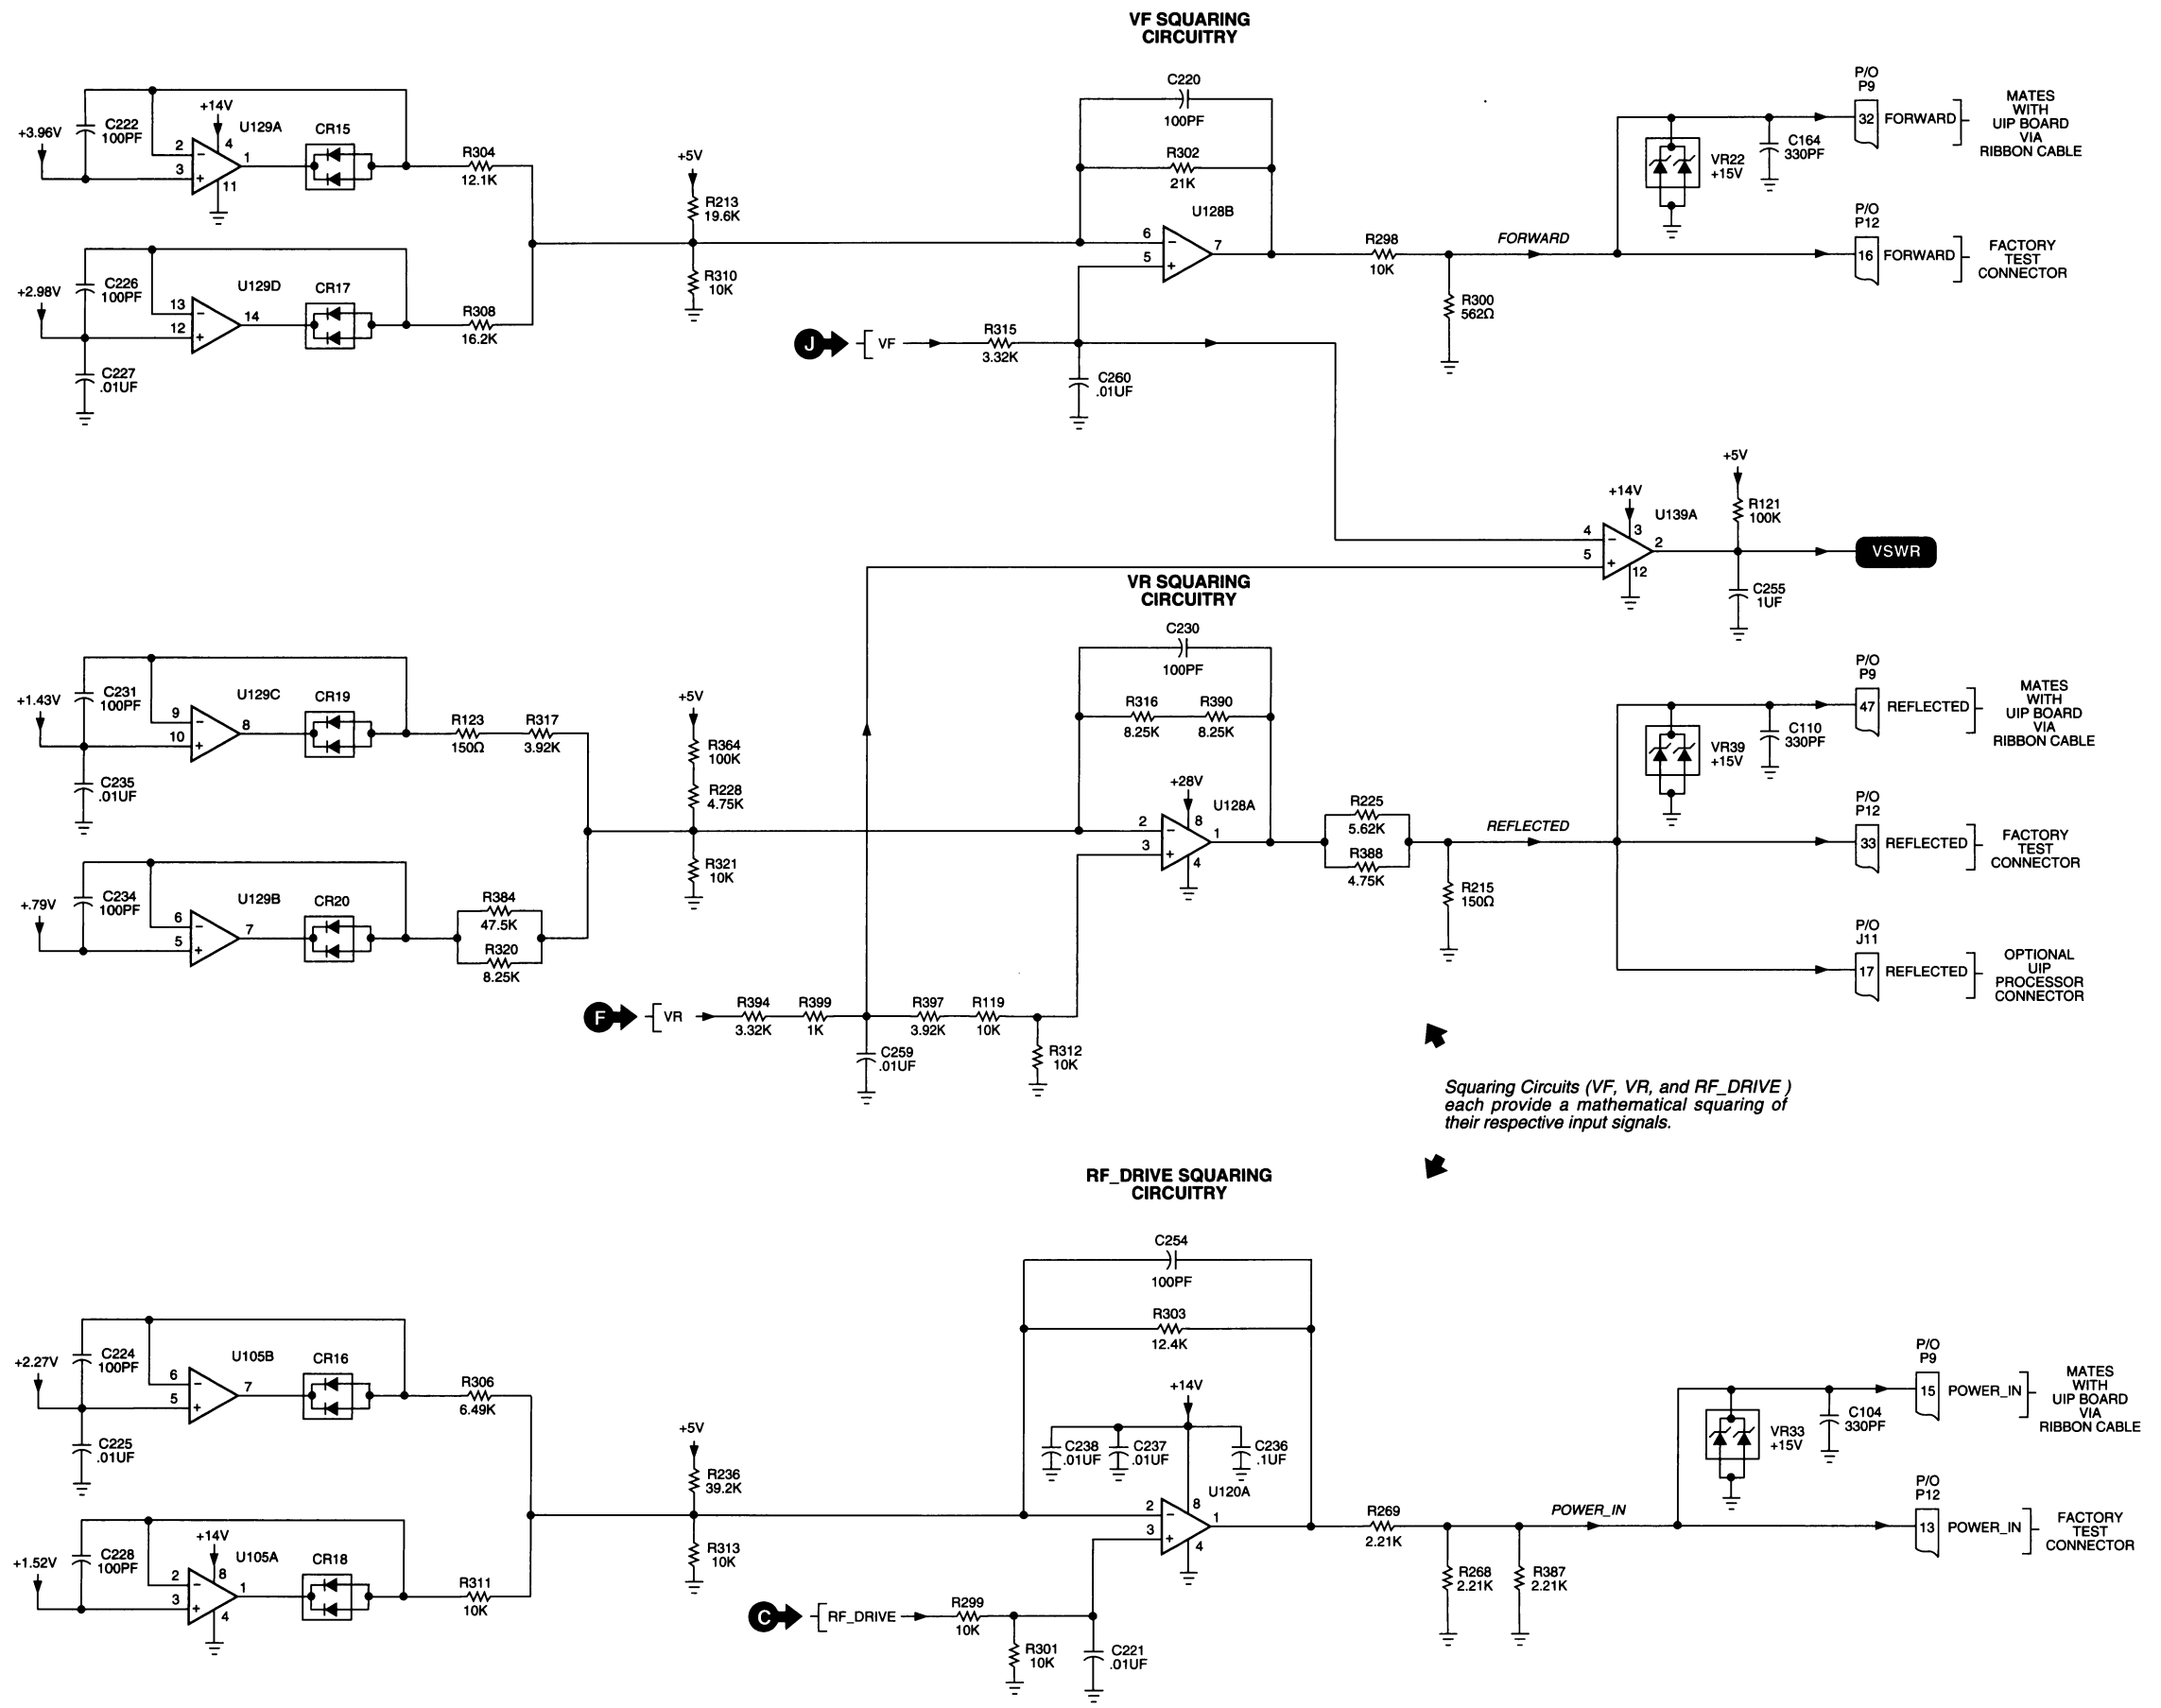 VF SQUARING
CIRCUITRY
+3.96V
C222
100PF
+14V
U129A
2
3
4
1
11
CR15
R304
12.1K
+2.98V
C226
100PF
U129D
13
12
14
CR17
R308
16.2K
C227
.01UF
+5V
R213
19.6K
R310
10K
C220
100PF
R302
21K
U128B
6
5
7
J
VF
R315
3.32K
C260
.01UF
R298
10K
R300
562Ω
FORWARD
VR22
+15V
C164
330PF
P/O
P9
32
FORWARD
MATES
WITH
UIP BOARD
VIA
RIBBON CABLE
P/O
P12
16
FORWARD
FACTORY
TEST
CONNECTOR
+14V
U139A
4
5
3
2
12
+5V
R121
100K
C255
1UF
VSWR
VR SQUARING
CIRCUITRY
+1.43V
C231
100PF
U129C
9
10
8
CR19
R123
150Ω
R317
3.92K
C235
.01UF
+.79V
C234
100PF
U129B
6
5
7
CR20
R384
47.5K
R320
8.25K
+5V
R364
100K
R228
4.75K
R321
10K
C230
100PF
R316
8.25K
R390
8.25K
+28V
U128A
2
3
8
1
4
F
VR
R394
3.32K
R399
1K
R397
3.92K
R119
10K
C259
.01UF
R312
10K
R225
5.62K
R388
4.75K
R215
150Ω
REFLECTED
VR39
+15V
C110
330PF
P/O
P9
47
REFLECTED
MATES
WITH
UIP BOARD
VIA
RIBBON CABLE
P/O
P12
33
REFLECTED
FACTORY
TEST
CONNECTOR
P/O
J11
17
REFLECTED
OPTIONAL
UIP
PROCESSOR
CONNECTOR
Squaring Circuits (VF, VR, and RF_DRIVE )
each provide a mathematical squaring of
their respective input signals.
RF_DRIVE SQUARING
CIRCUITRY
+2.27V
C224
100PF
U105B
6
5
7
CR16
R306
6.49K
C225
.01UF
+1.52V
C228
100PF
+14V
U105A
2
3
8
1
4
CR18
R311
10K
+5V
R236
39.2K
R313
10K
C254
100PF
R303
12.4K
+14V
C238
.01UF
C237
.01UF
C236
.1UF
U120A
2
3
8
1
4
C
RF_DRIVE
R299
10K
R301
10K
C221
.01UF
R269
2.21K
R268
2.21K
R387
2.21K
POWER_IN
VR33
+15V
C104
330PF
P/O
P9
15
POWER_IN
MATES
WITH
UIP BOARD
VIA
RIBBON CABLE
P/O
P12
13
POWER_IN
FACTORY
TEST
CONNECTOR